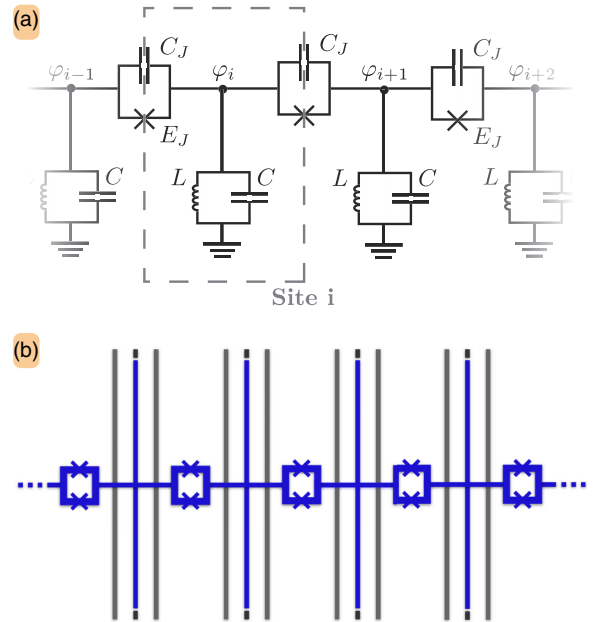 (a)
C_J C_J C_J
φ_{i−1} φ_i φ_{i+1} φ_{i+2}
E_J E_J
C L C L C L
Site i
(b)